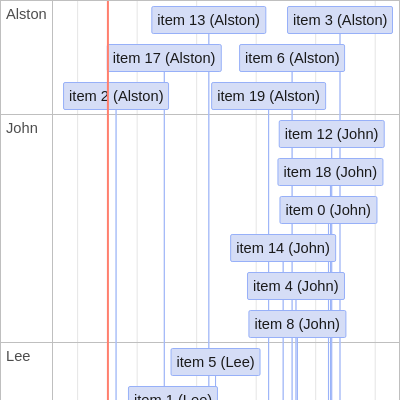 Alston
item 13 (Alston)
item 3 (Alston)
item 17 (Alston)
item 6 (Alston)
item 2 (Alston)
item 19 (Alston)
John
item 12 (John)
item 18 (John)
item 0 (John)
item 14 (John)
item 4 (John)
item 8 (John)
Lee
item 5 (Lee)
item 1 (Lee)